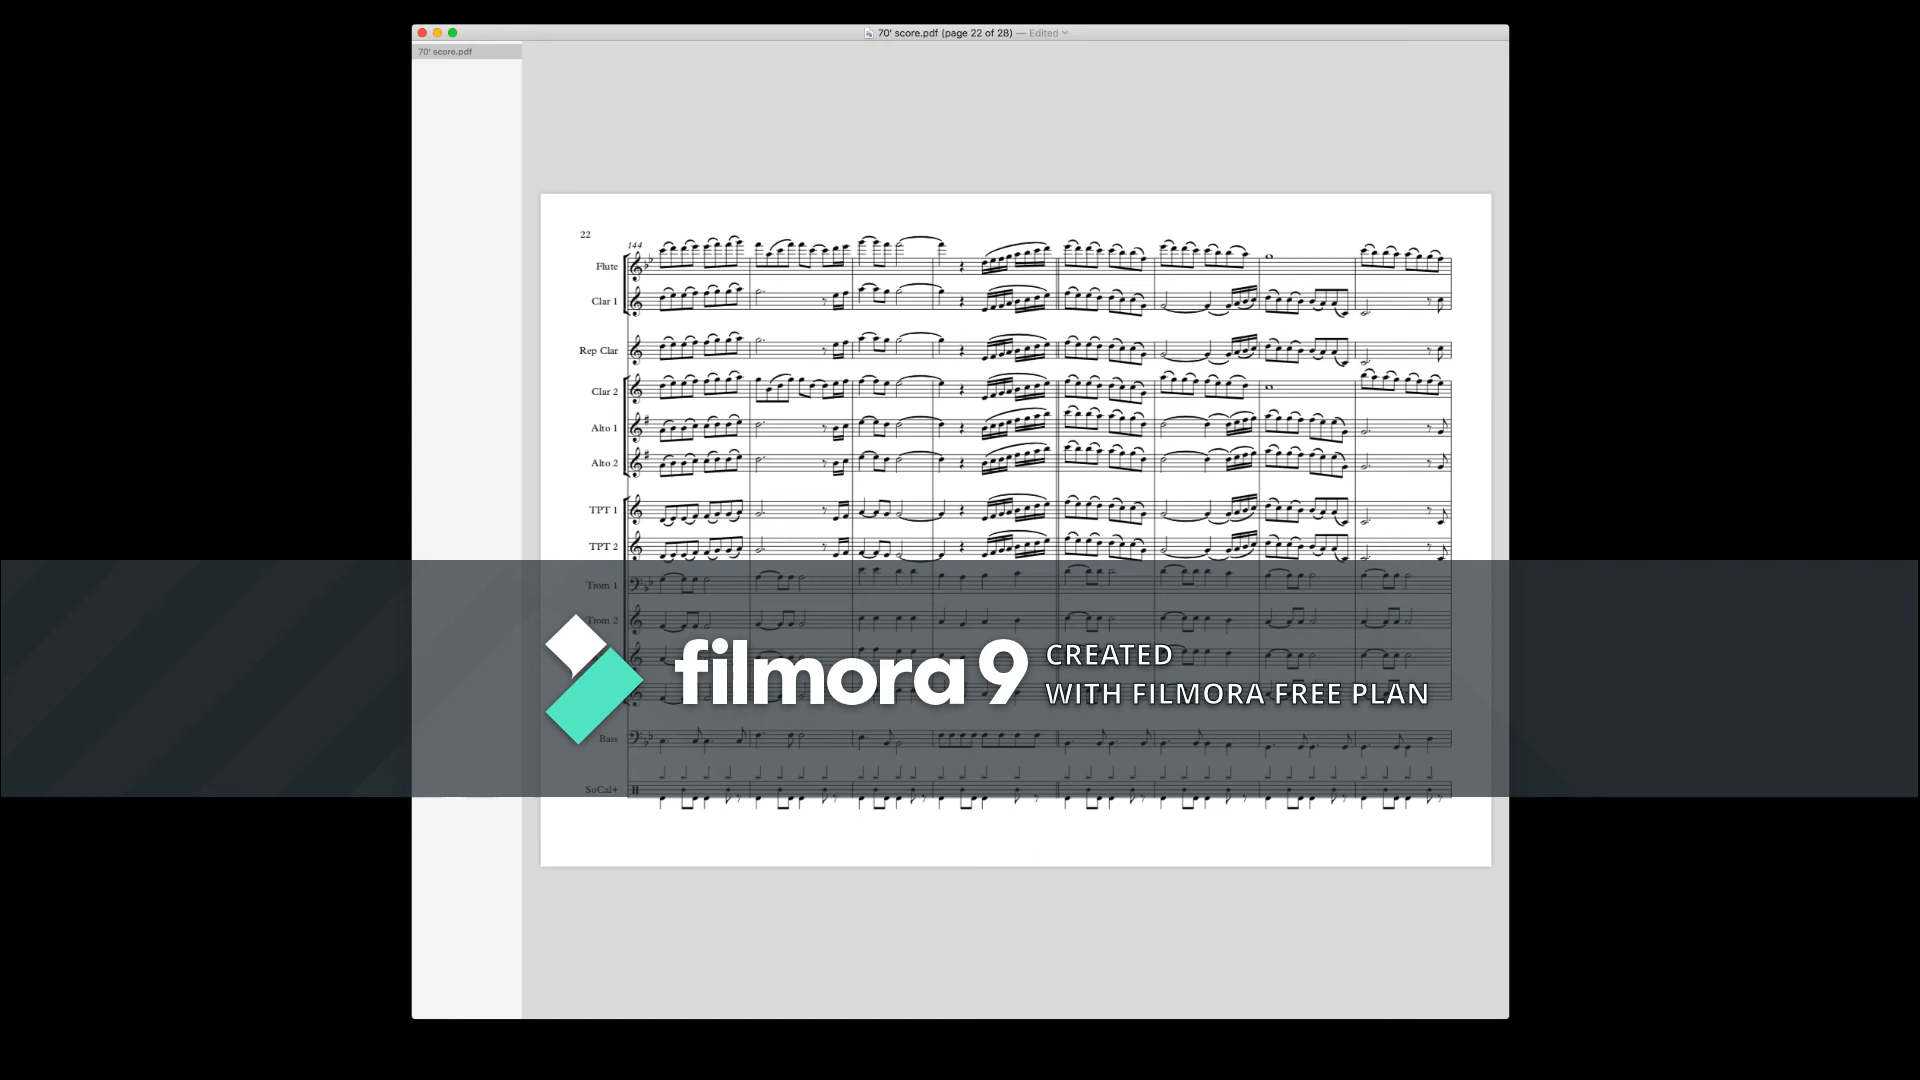 70' score.pdf (page 22 of 28) — Edited
70' score.pdf
22
144
Flute
Clar 1
Rep Clar
Clar 2
Alto 1
Alto 2
TPT 1
TPT 2
Trom 1
Trom 2
filmora 9 CREATED
WITH FILMORA FREE PLAN
Bass
SoCal+